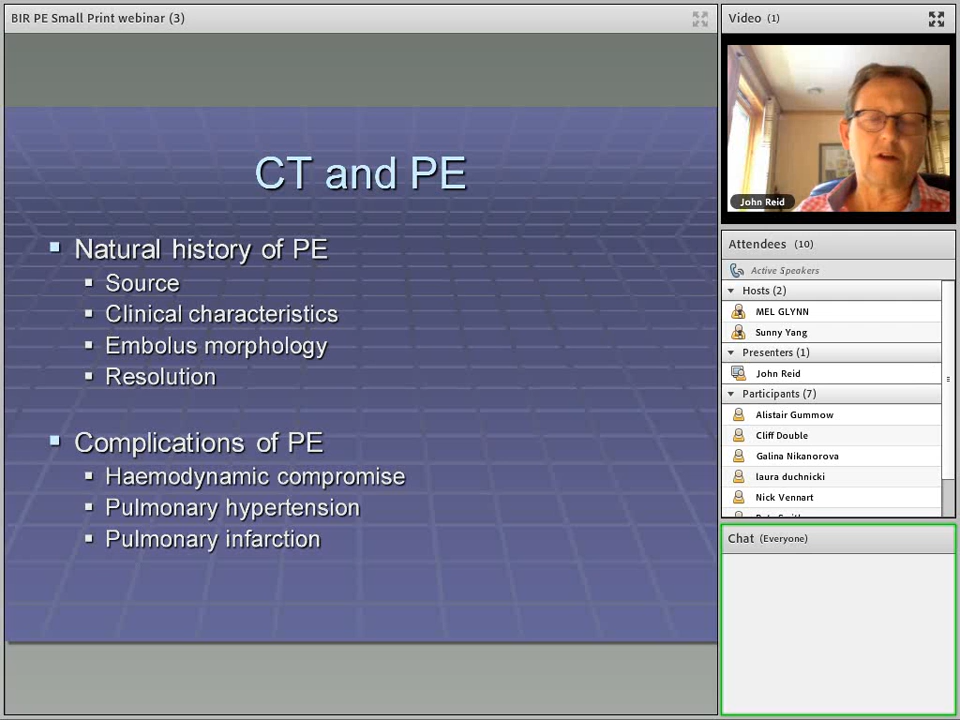 BIR PE Small Print webinar (3)
CT and PE
Natural history of PE
Source
Clinical characteristics
Embolus morphology
Resolution
Complications of PE
Haemodynamic compromise
Pulmonary hypertension
Pulmonary infarction
Video (1)
John Reid
Attendees (10)
Active Speakers
Hosts (2)
MEL GLYNN
Sunny Yang
Presenters (1)
John Reid
Participants (7)
Alistair Gummow
Cliff Double
Galina Nikanorova
laura duchnicki
Nick Vennart
Chat (Everyone)